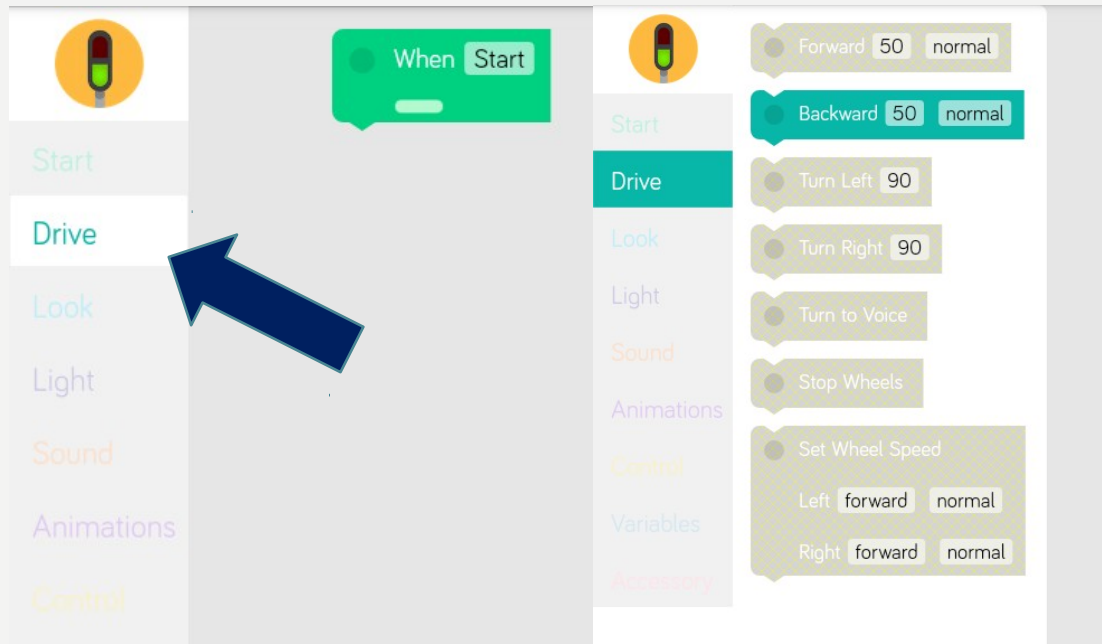 When Start
Start
Drive
Look
Light
Sound
Animations
Control
Start
Drive
Look
Light
Sound
Animations
Control
Variables
Accessory
Forward 50 normal
Backward 50 normal
Turn Left 90
Turn Right 90
Turn to Voice
Stop Wheels
Set Wheel Speed
Left forward normal
Right forward normal